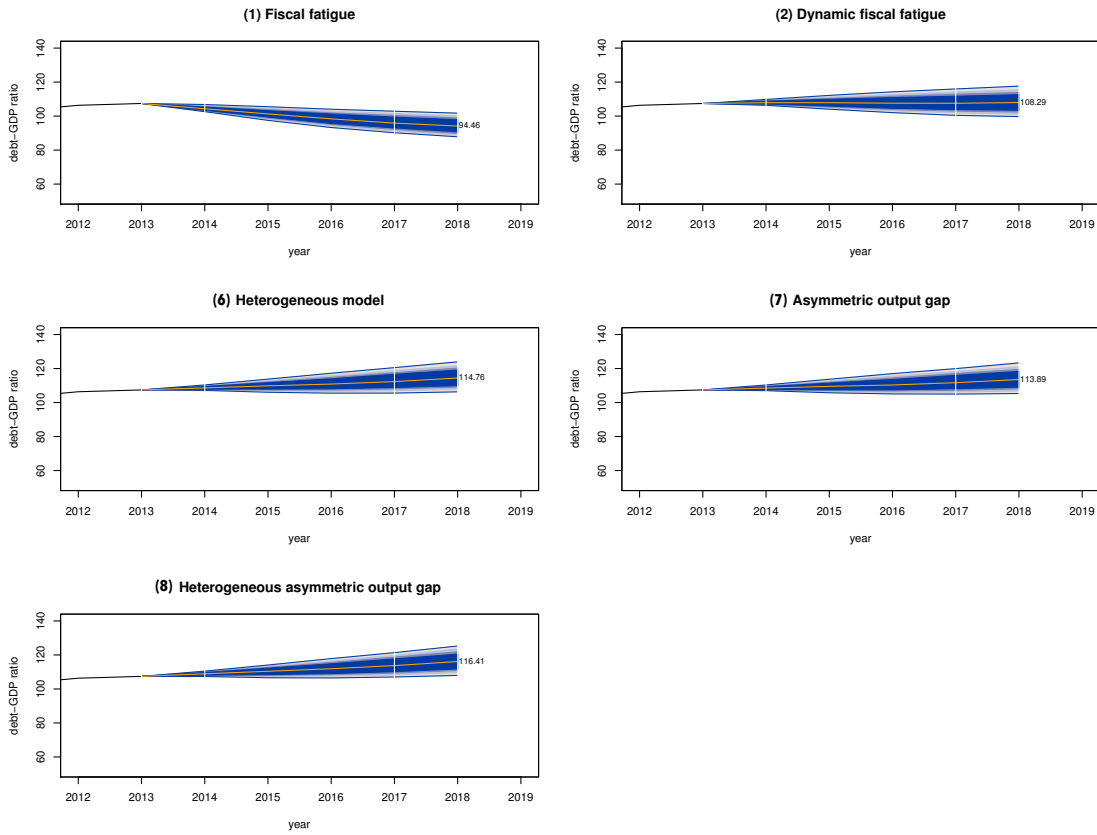 (1) Fiscal fatigue
debt−GDP ratio
140
120
100
80
60
94.46
2012 2013 2014 2015 2016 2017 2018 2019
year
(2) Dynamic fiscal fatigue
debt−GDP ratio
140
120
100
80
60
108.29
2012 2013 2014 2015 2016 2017 2018 2019
year
(6) Heterogeneous model
debt−GDP ratio
140
120
100
80
60
114.76
2012 2013 2014 2015 2016 2017 2018 2019
year
(7) Asymmetric output gap
debt−GDP ratio
140
120
100
80
60
113.89
2012 2013 2014 2015 2016 2017 2018 2019
year
(8) Heterogeneous asymmetric output gap
debt−GDP ratio
140
120
100
80
60
116.41
2012 2013 2014 2015 2016 2017 2018 2019
year